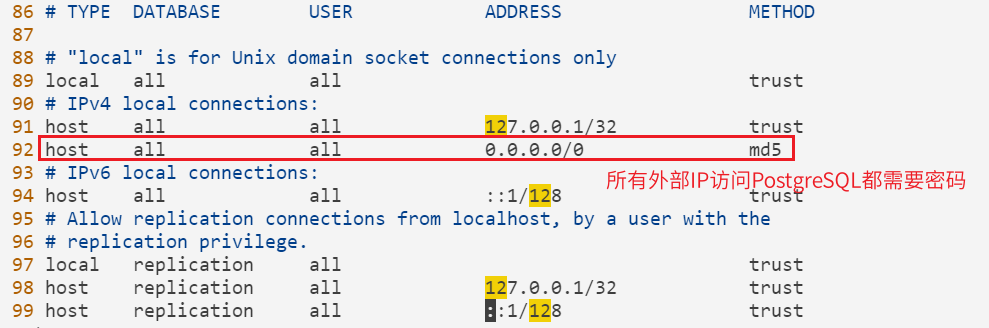 86 # TYPE  DATABASE        USER            ADDRESS                 METHOD
87
88 # "local" is for Unix domain socket connections only
89 local   all             all                                     trust
90 # IPv4 local connections:
91 host    all             all             127.0.0.1/32            trust
92 host    all             all             0.0.0.0/0               md5
93 # IPv6 local connections:
所有外部IP访问PostgreSQL都需要密码
94 host    all             all             ::1/128                 trust
95 # Allow replication connections from localhost, by a user with the
96 # replication privilege.
97 local   replication     all                                     trust
98 host    replication     all             127.0.0.1/32            trust
99 host    replication     all             ::1/128                 trust